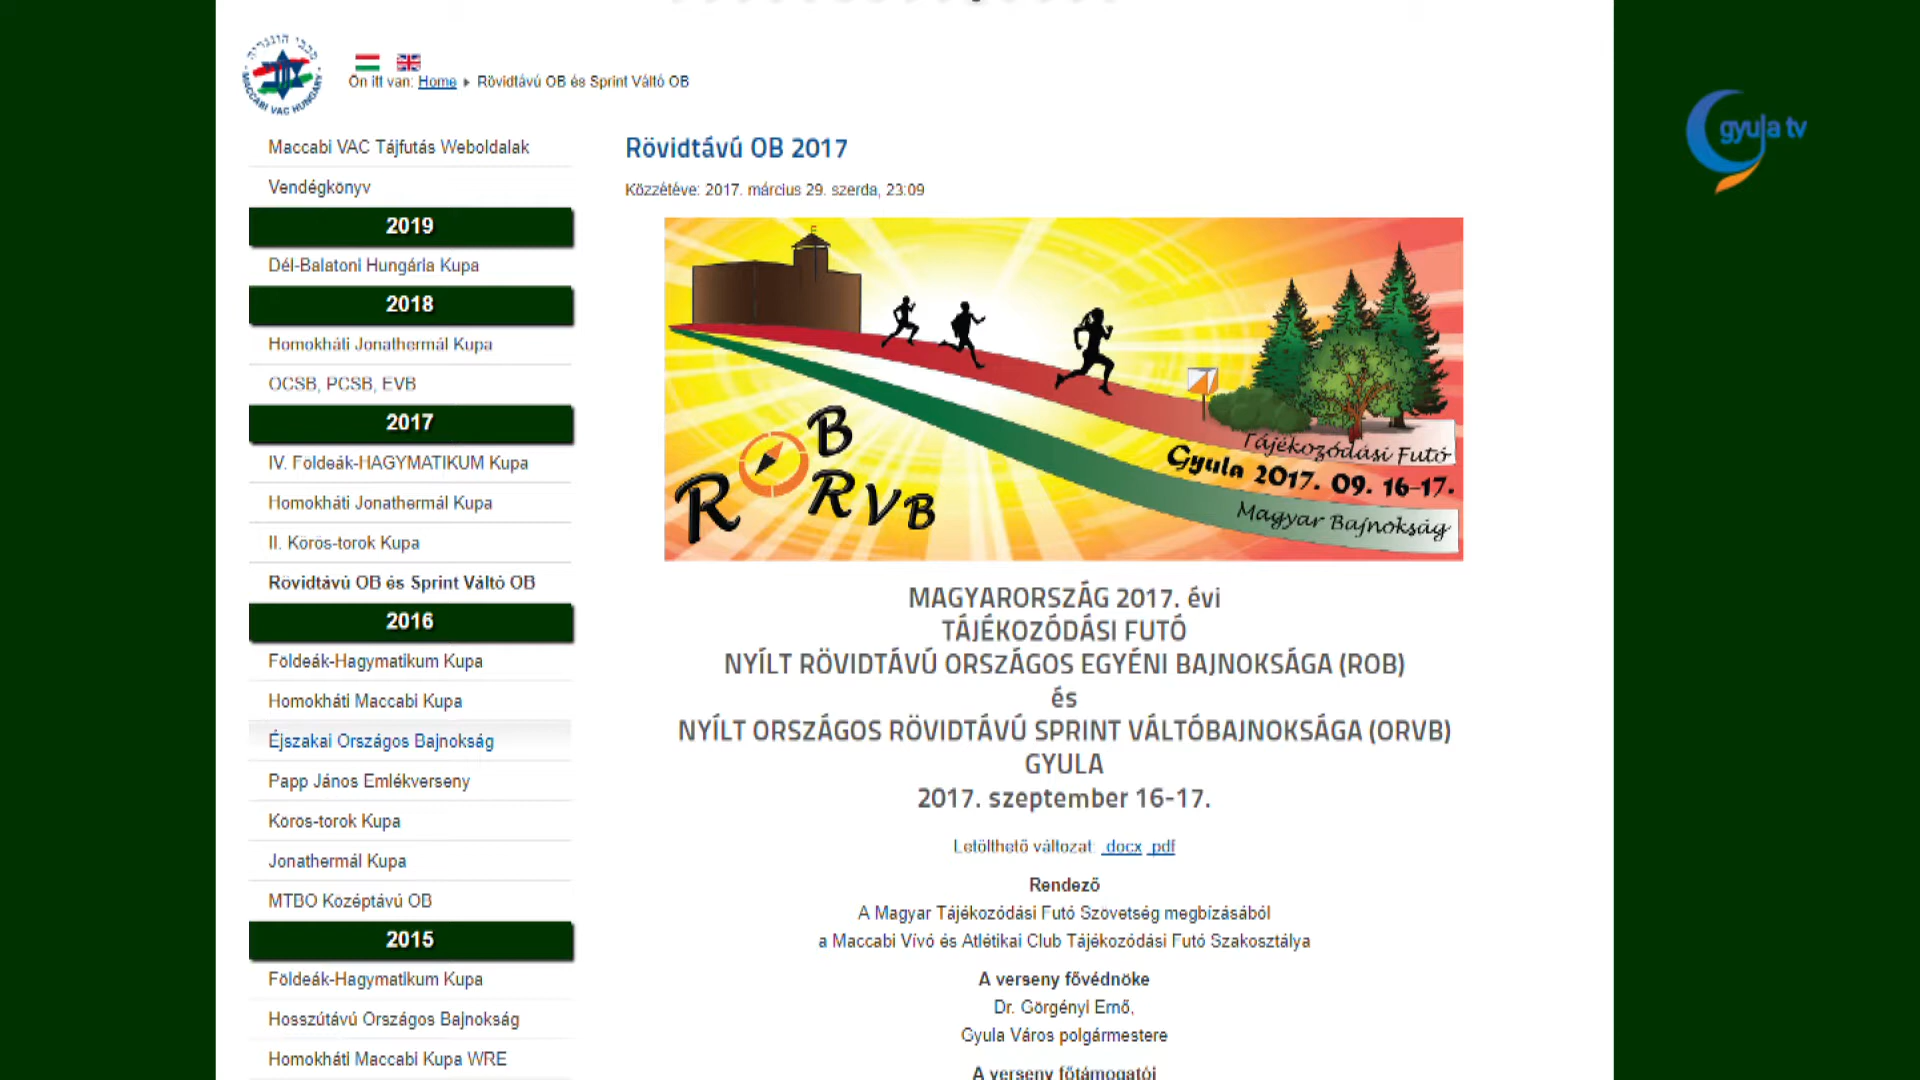 מכבי הונגריה
MACCABI VAC HUNGARY
Ön itt van: Home ▸ Rövidtávú OB és Sprint Váltó OB
gyula tv
Maccabi VAC Tájfutás Weboldalak
Vendégkönyv
2019
Dél-Balatoni Hungária Kupa
2018
Homokháti Jonathermál Kupa
OCSB, PCSB, EVB
2017
IV. Földeák-HAGYMATIKUM Kupa
Homokháti Jonathermál Kupa
II. Körös-torok Kupa
Rövidtávú OB és Sprint Váltó OB
2016
Földeák-Hagymatikum Kupa
Homokháti Maccabi Kupa
Éjszakai Országos Bajnokság
Papp János Emlékverseny
Körös-torok Kupa
Jonathermál Kupa
MTBO Középtávú OB
2015
Földeák-Hagymatikum Kupa
Hosszútávú Országos Bajnokság
Homokháti Maccabi Kupa WRE
Rövidtávú OB 2017
Közzétéve: 2017. március 29. szerda, 23:09
ROB
RVB
Tájékozódási Futó
Gyula 2017. 09. 16-17.
Magyar Bajnokság
MAGYARORSZÁG 2017. évi
TÁJÉKOZÓDÁSI FUTÓ
NYÍLT RÖVIDTÁVÚ ORSZÁGOS EGYÉNI BAJNOKSÁGA (ROB)
és
NYÍLT ORSZÁGOS RÖVIDTÁVÚ SPRINT VÁLTÓBAJNOKSÁGA (ORVB)
GYULA
2017. szeptember 16-17.
Letölthető változat: .docx .pdf
Rendező
A Magyar Tájékozódási Futó Szövetség megbízásából
a Maccabi Vívó és Atlétikai Club Tájékozódási Futó Szakosztálya
A verseny fővédnöke
Dr. Görgényi Ernő,
Gyula Város polgármestere
A verseny főtámogatói